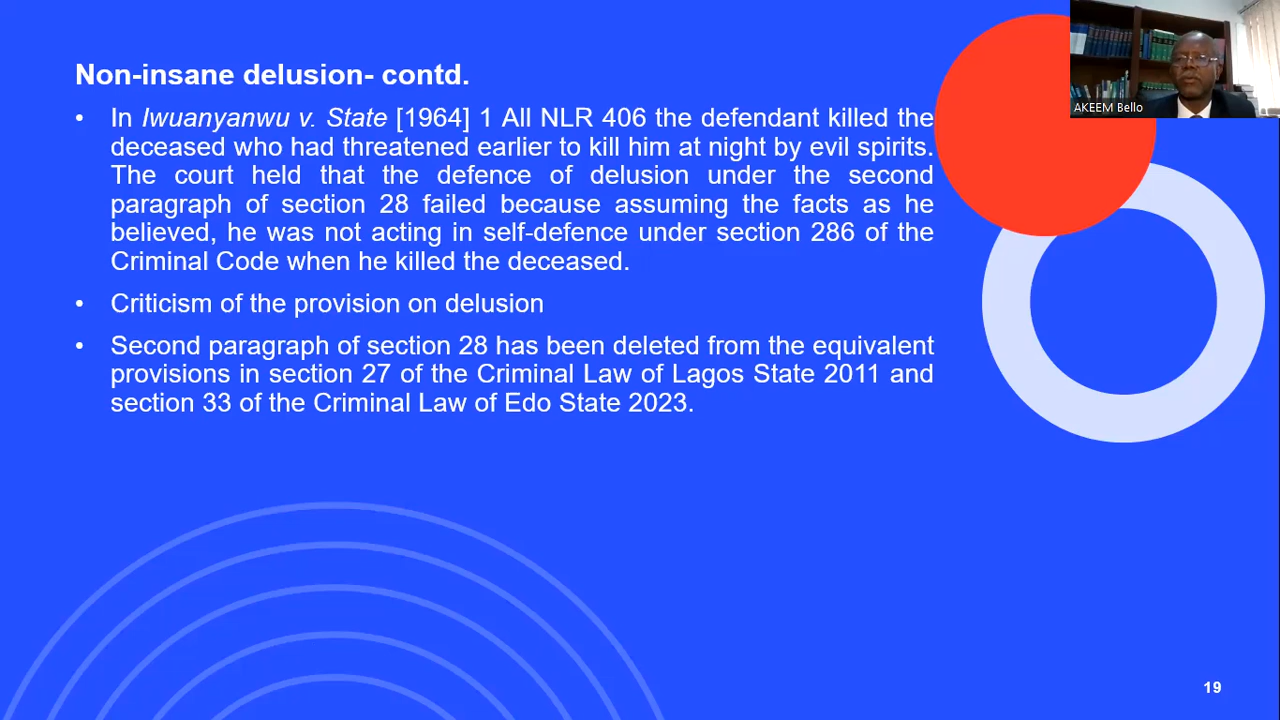 Non-insane delusion- contd.
• In Iwuanyanwu v. State [1964] 1 All NLR 406 the defendant killed the
deceased who had threatened earlier to kill him at night by evil spirits.
The court held that the defence of delusion under the second
paragraph of section 28 failed because assuming the facts as he
believed, he was not acting in self-defence under section 286 of the
Criminal Code when he killed the deceased.
• Criticism of the provision on delusion
• Second paragraph of section 28 has been deleted from the equivalent
provisions in section 27 of the Criminal Law of Lagos State 2011 and
section 33 of the Criminal Law of Edo State 2023.
AKEEM Bello
19